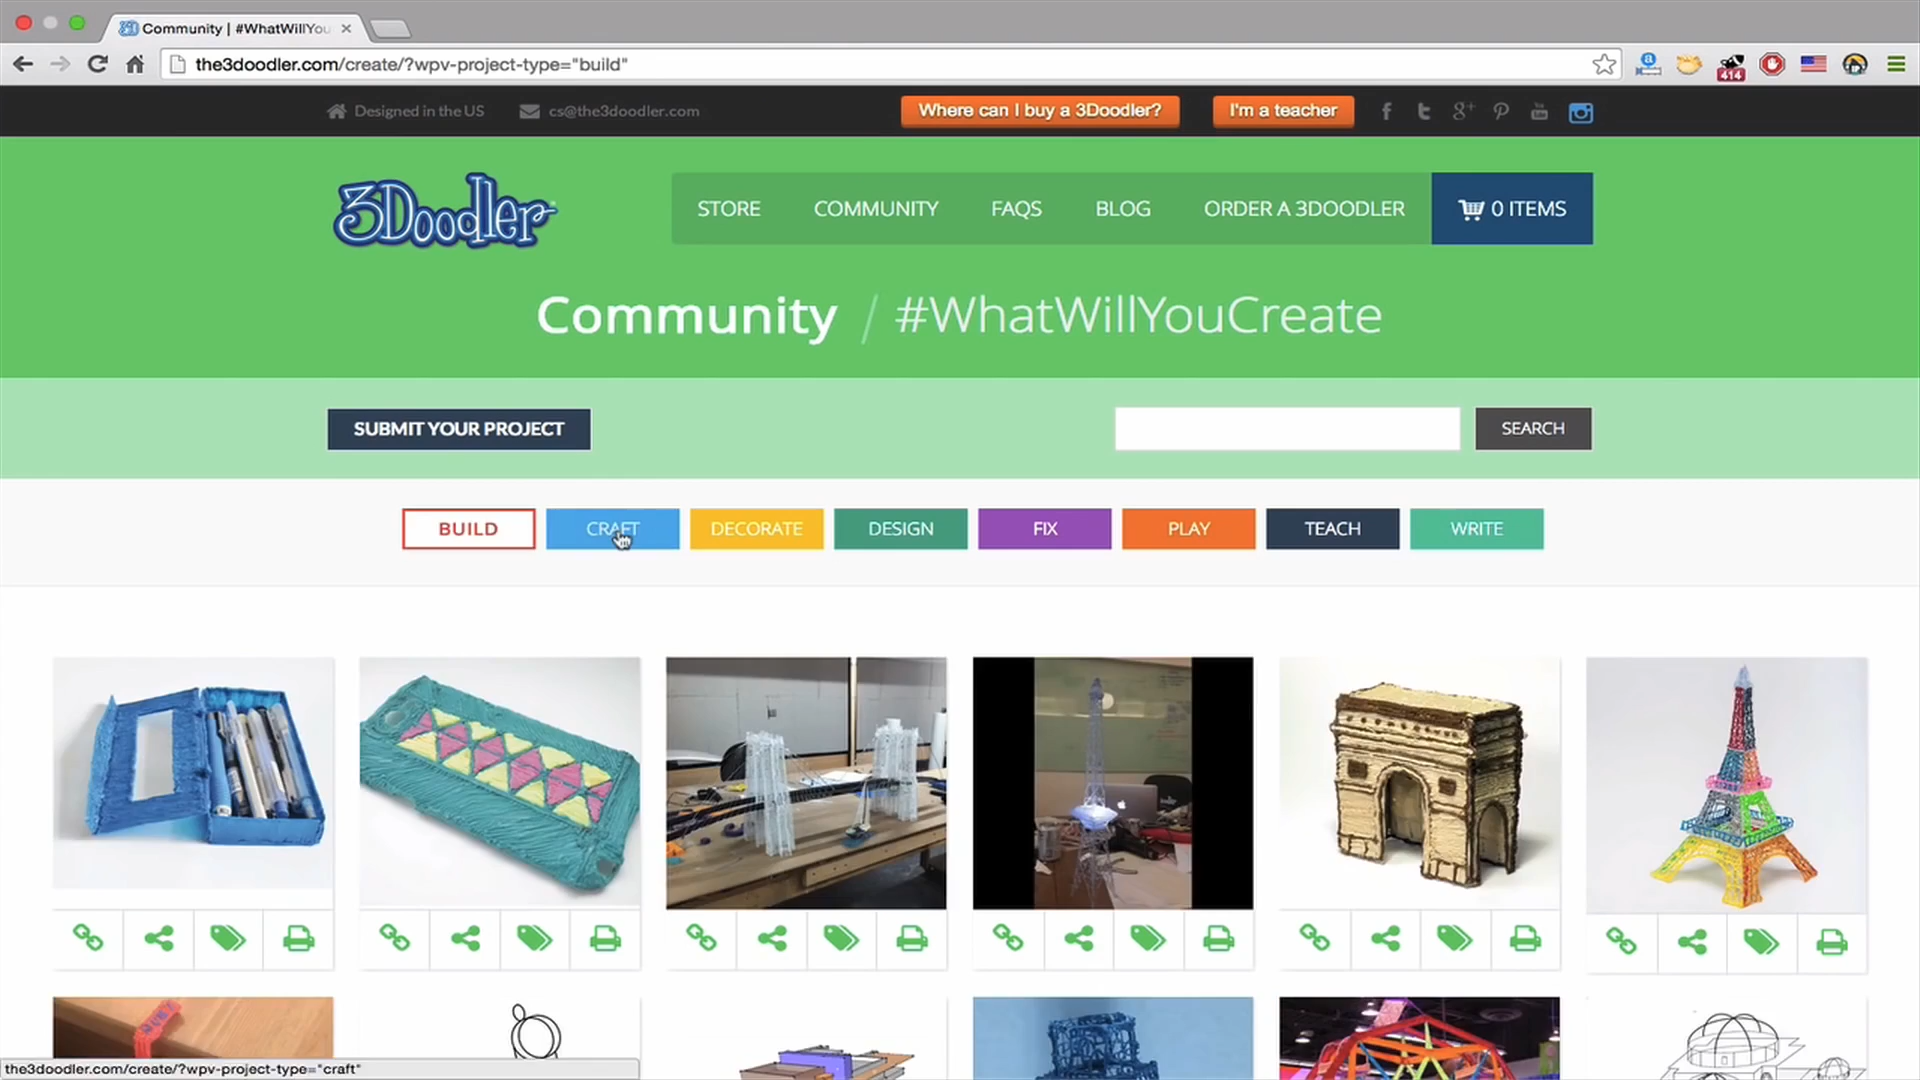 Community | #WhatWillYou
the3doodler.com/create/?wpv-project-type="build"
414
Designed in the US
cs@the3doodler.com
Where can I buy a 3Doodler?
I'm a teacher
3Doodler
STORE
COMMUNITY
FAQS
BLOG
ORDER A 3DOODLER
0 ITEMS
Community / #WhatWillYouCreate
SUBMIT YOUR PROJECT
SEARCH
BUILD
CRAFT
DECORATE
DESIGN
FIX
PLAY
TEACH
WRITE
the3doodler.com/create/?wpv-project-type="craft"